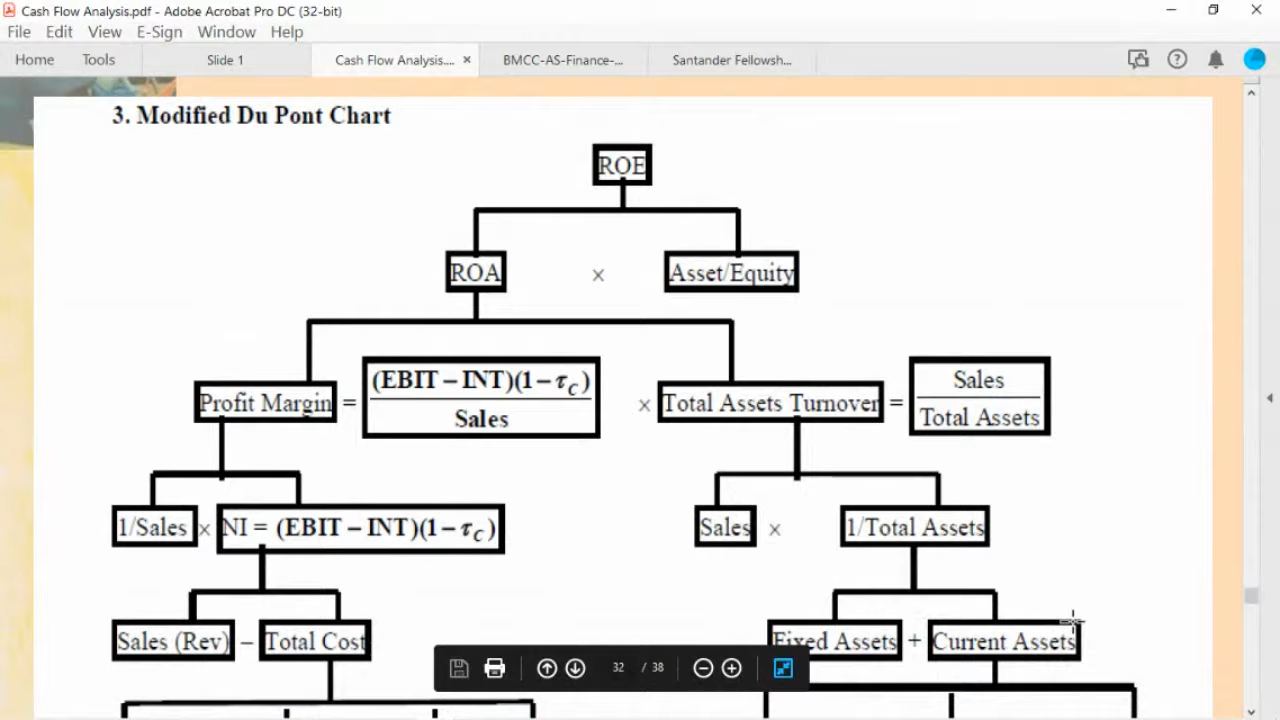 Cash Flow Analysis.pdf - Adobe Acrobat Pro DC (32-bit)
File Edit View E-Sign Window Help
Home Tools Slide 1 Cash Flow Analysis.... × BMCC-AS-Finance-... Santander Fellowsh...
3. Modified Du Pont Chart
ROE
ROA × Asset/Equity
Profit Margin = (EBIT – INT)(1 – τC) / Sales × Total Assets Turnover = Sales / Total Assets
1/Sales × NI = (EBIT – INT)(1 – τC) Sales × 1/Total Assets
Sales (Rev) – Total Cost Fixed Assets + Current Assets
32 / 38